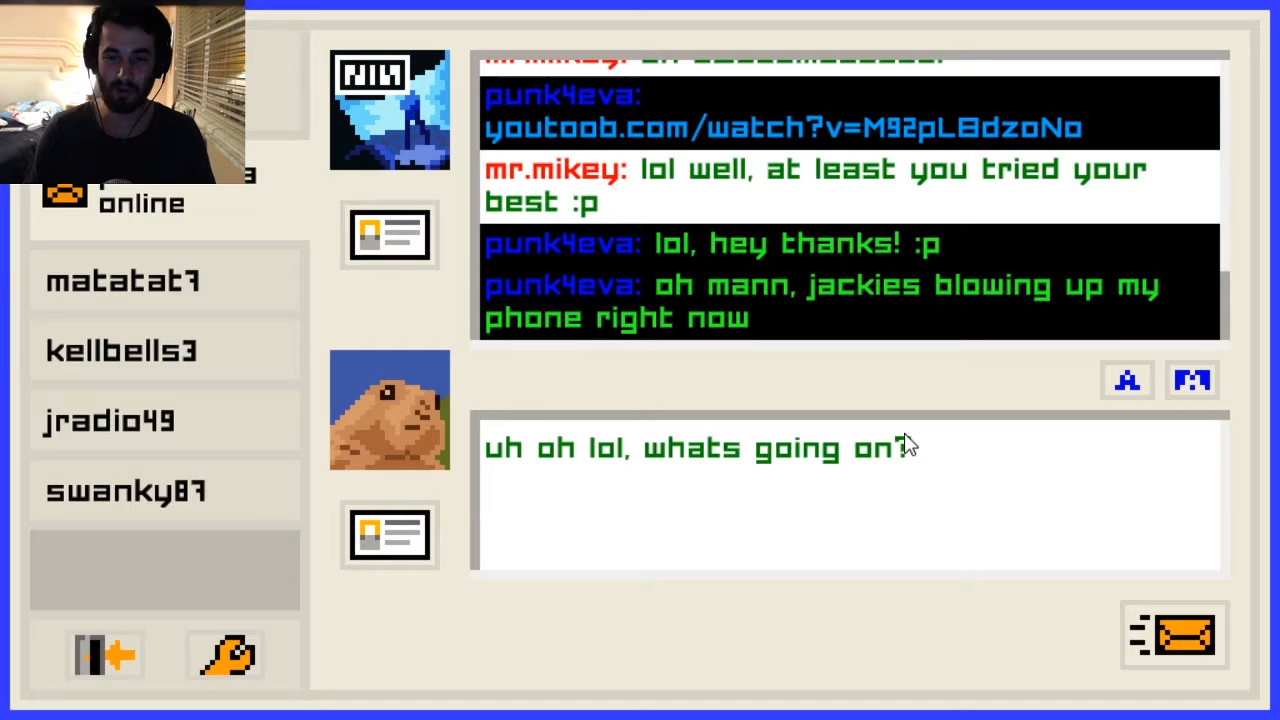 online
matatat7
kellbells3
jradio49
swanky87
NIN
punk4eva:
youtoob.com/watch?v=M92pL8dzoNo
mr.mikey: lol well, at least you tried your
best :p
punk4eva: lol, hey thanks! :p
punk4eva: oh mann, jackies blowing up my
phone right now
A
uh oh lol, whats going on?